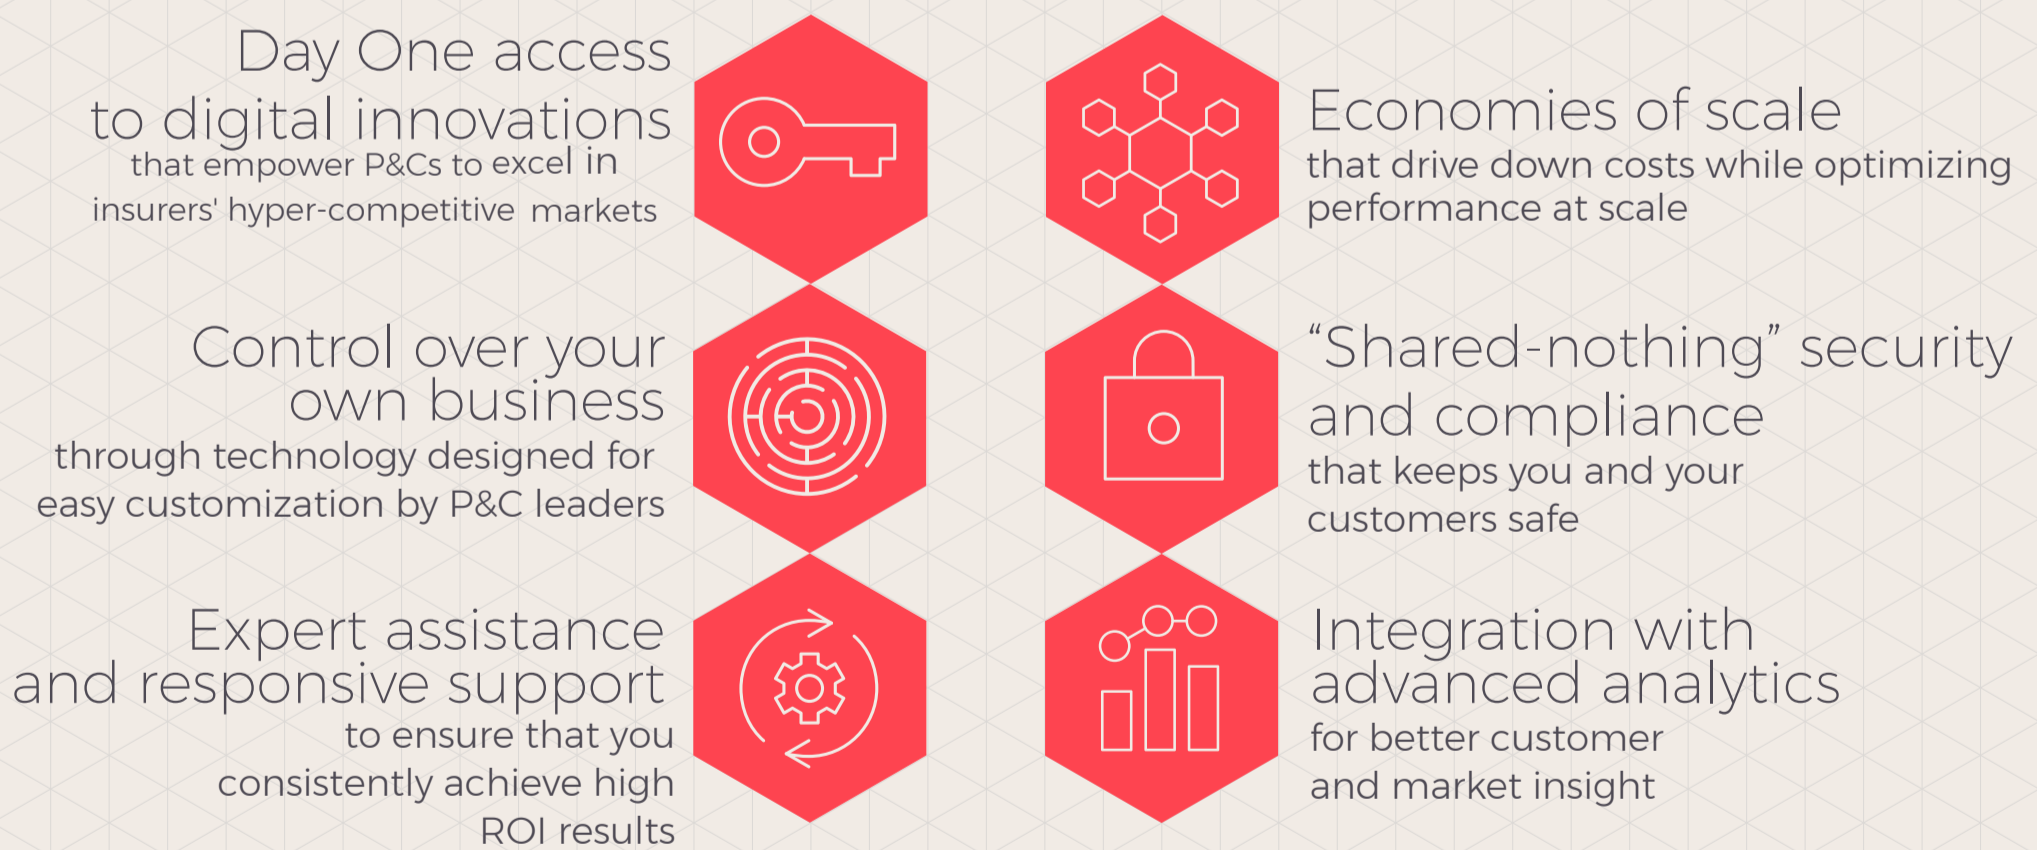 Day One access
to digital innovations
that empower P&Cs to excel in
insurers' hyper-competitive markets
Economies of scale
that drive down costs while optimizing
performance at scale
Control over your
own business
through technology designed for
easy customization by P&C leaders
“Shared-nothing” security
and compliance
that keeps you and your
customers safe
Expert assistance
and responsive support
to ensure that you
consistently achieve high
ROI results
Integration with
advanced analytics
for better customer
and market insight